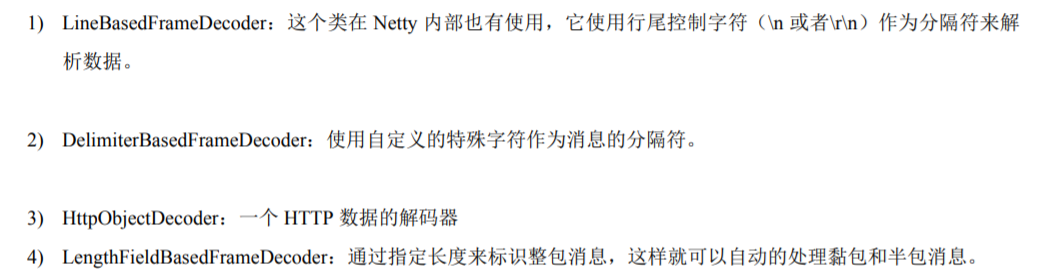 1) LineBasedFrameDecoder：这个类在 Netty 内部也有使用，它使用行尾控制字符（\n 或者\r\n）作为分隔符来解
析数据。
2) DelimiterBasedFrameDecoder：使用自定义的特殊字符作为消息的分隔符。
3) HttpObjectDecoder：一个 HTTP 数据的解码器
4) LengthFieldBasedFrameDecoder：通过指定长度来标识整包消息，这样就可以自动的处理黏包和半包消息。